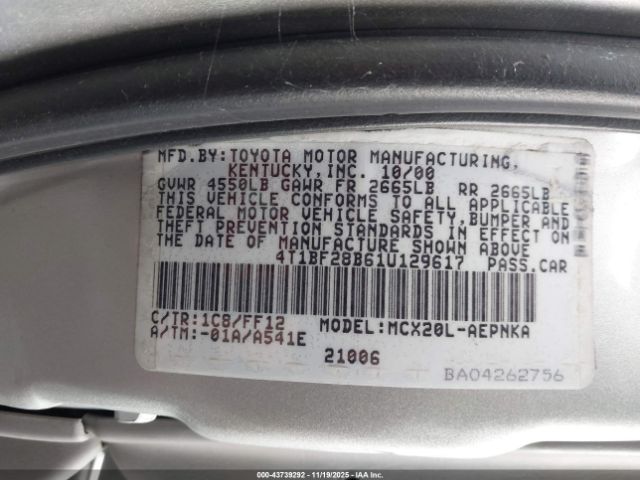 MFD.BY:TOYOTA MOTOR MANUFACTURING,
KENTUCKY, INC. 10/00
GVWR 4550LB GAWR FR 2665LB RR 2665LB
THIS VEHICLE CONFORMS TO ALL APPLICABLE
FEDERAL MOTOR VEHICLE SAFETY, BUMPER AND
THEFT PREVENTION STANDARDS IN EFFECT ON
THE DATE OF MANUFACTURE SHOWN ABOVE
4T1BF28B61U129617 PASS.CAR
C/TR:1C8/FF12 MODEL:MCX20L-AEPNKA
A/TM:-01A/A541E
21006
BA04262756
000-43739292 - 11/19/2025 - IAA Inc.